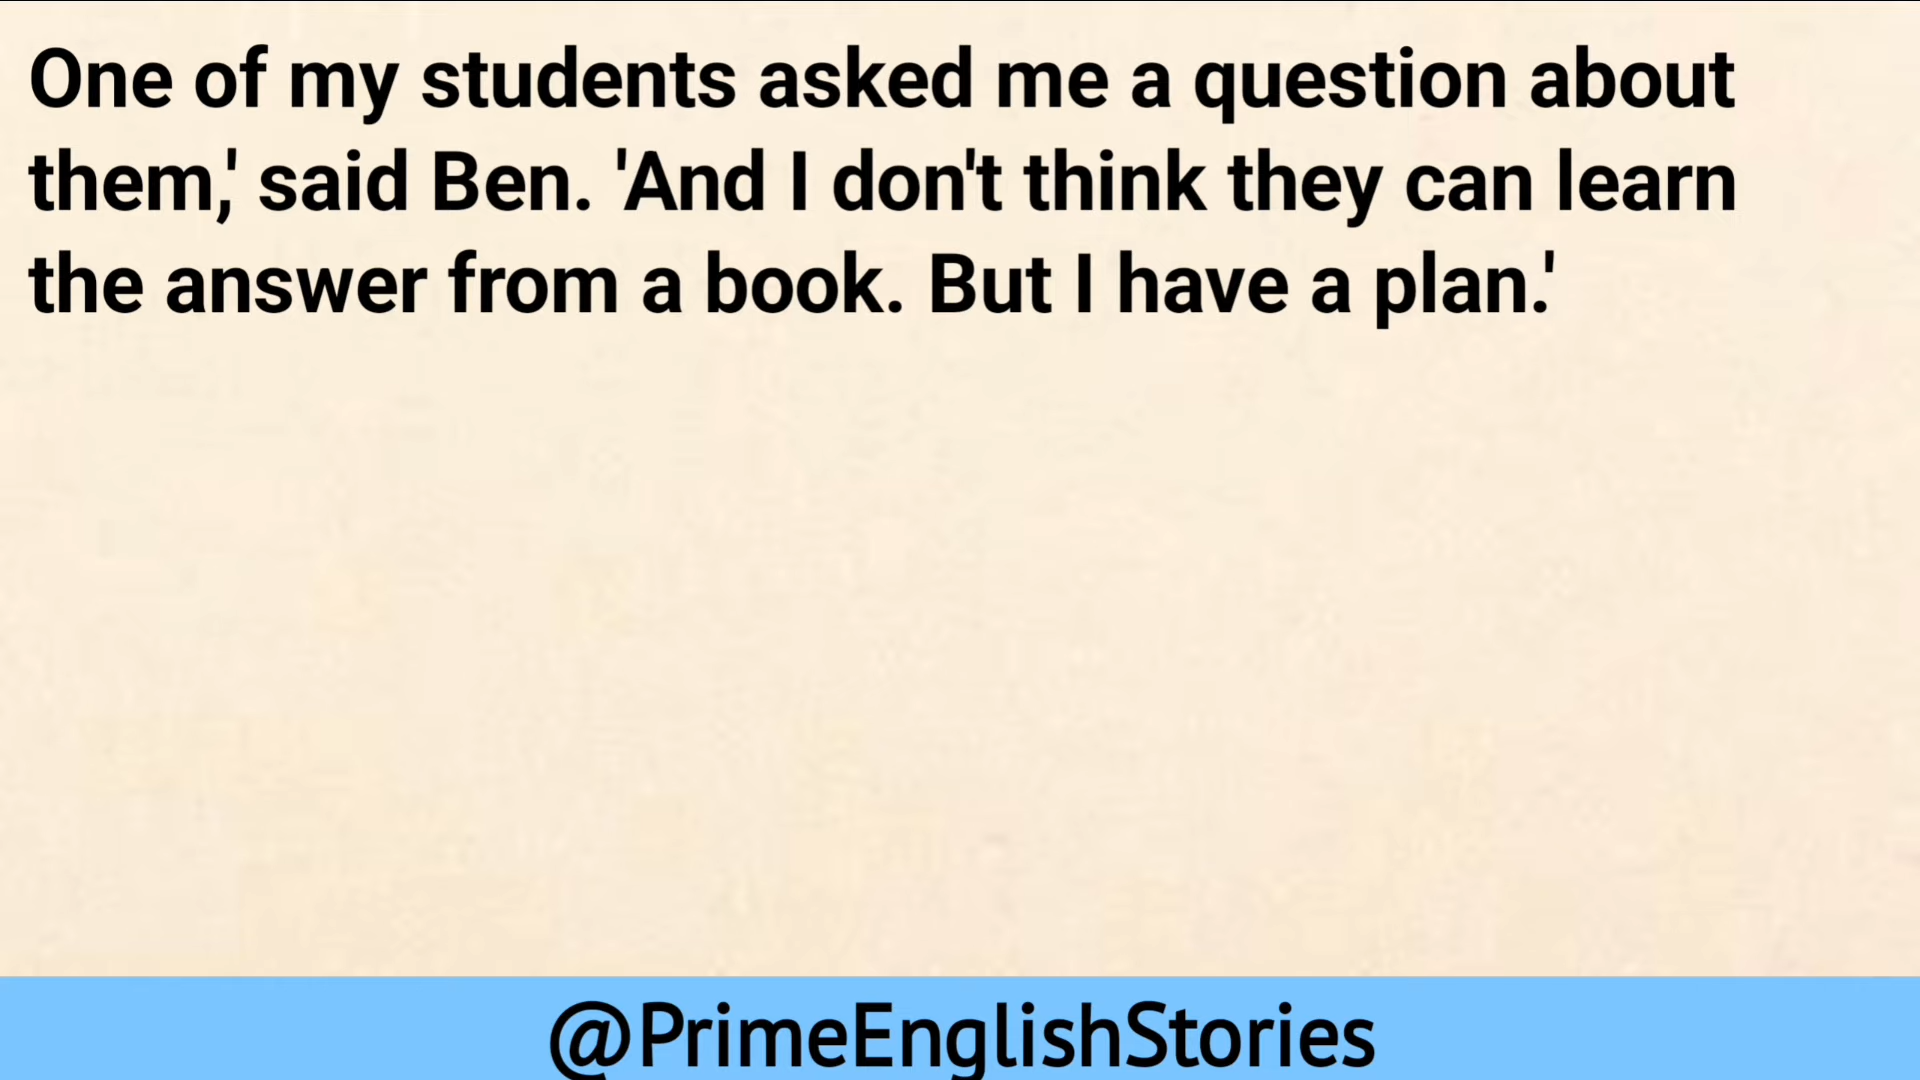 One of my students asked me a question about
them,' said Ben. 'And I don't think they can learn
the answer from a book. But I have a plan.'
@PrimeEnglishStories